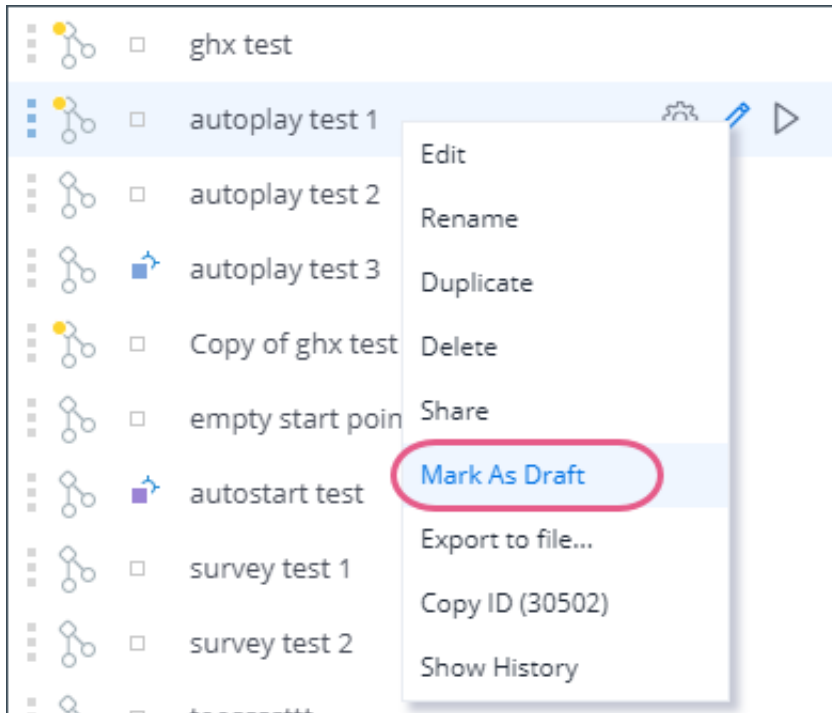 ghx test
autoplay test 1
autoplay test 2
autoplay test 3
Copy of ghx test
empty start poin
autostart test
survey test 1
survey test 2
Edit
Rename
Duplicate
Delete
Share
Mark As Draft
Export to file...
Copy ID (30502)
Show History